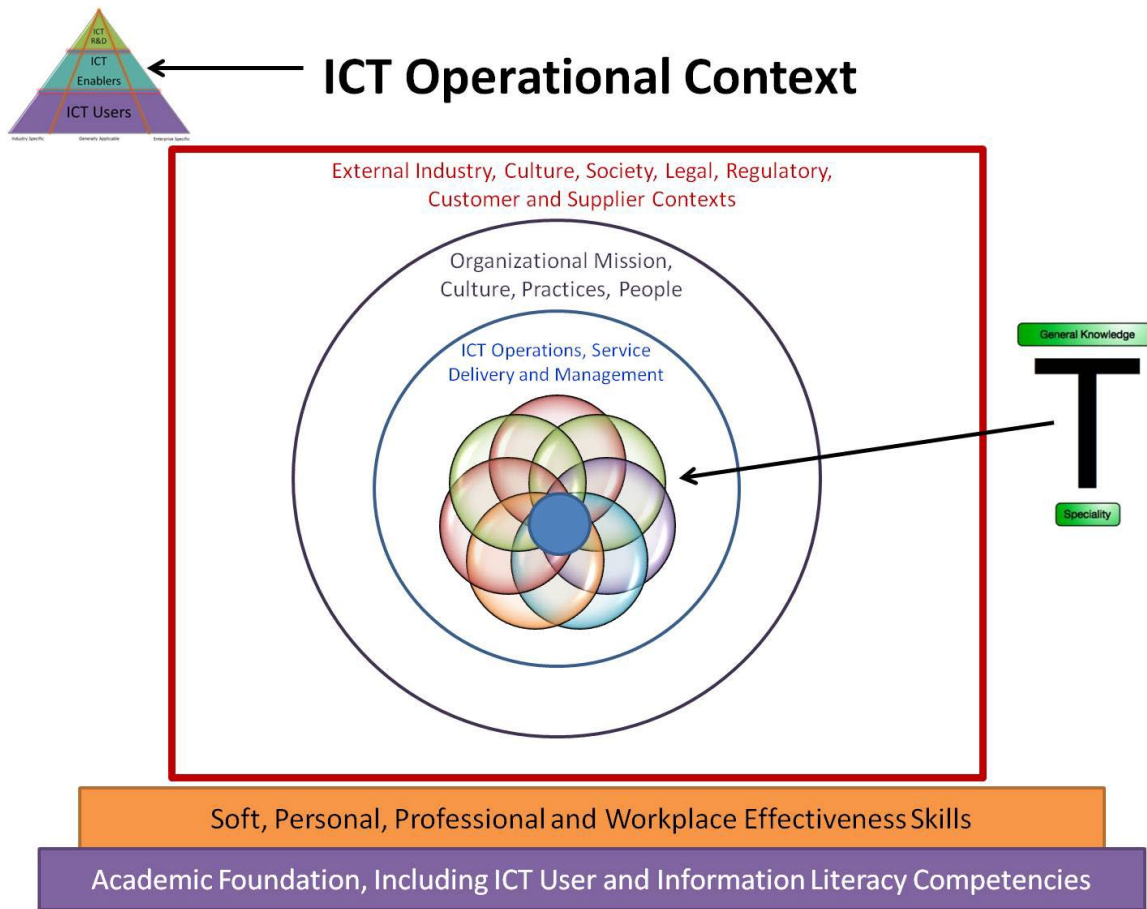 ICT
R&D
ICT
Enablers
ICT Users
Industry Specific
Generally Applicable
Enterprise Specific
ICT Operational Context
External Industry, Culture, Society, Legal, Regulatory,
Customer and Supplier Contexts
Organizational Mission,
Culture, Practices, People
ICT Operations, Service
Delivery and Management
General Knowledge
T
Speciality
Soft, Personal, Professional and Workplace Effectiveness Skills
Academic Foundation, Including ICT User and Information Literacy Competencies